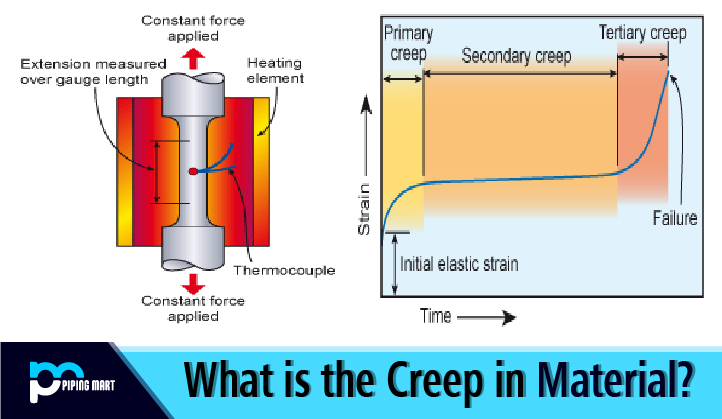 Constant force
applied
Extension measured
over gauge length
Heating
element
Thermocouple
Constant force
applied
Primary
creep
Secondary creep
Tertiary creep
Strain
Failure
Initial elastic strain
Time
PIPING MART
What is the Creep in Material?